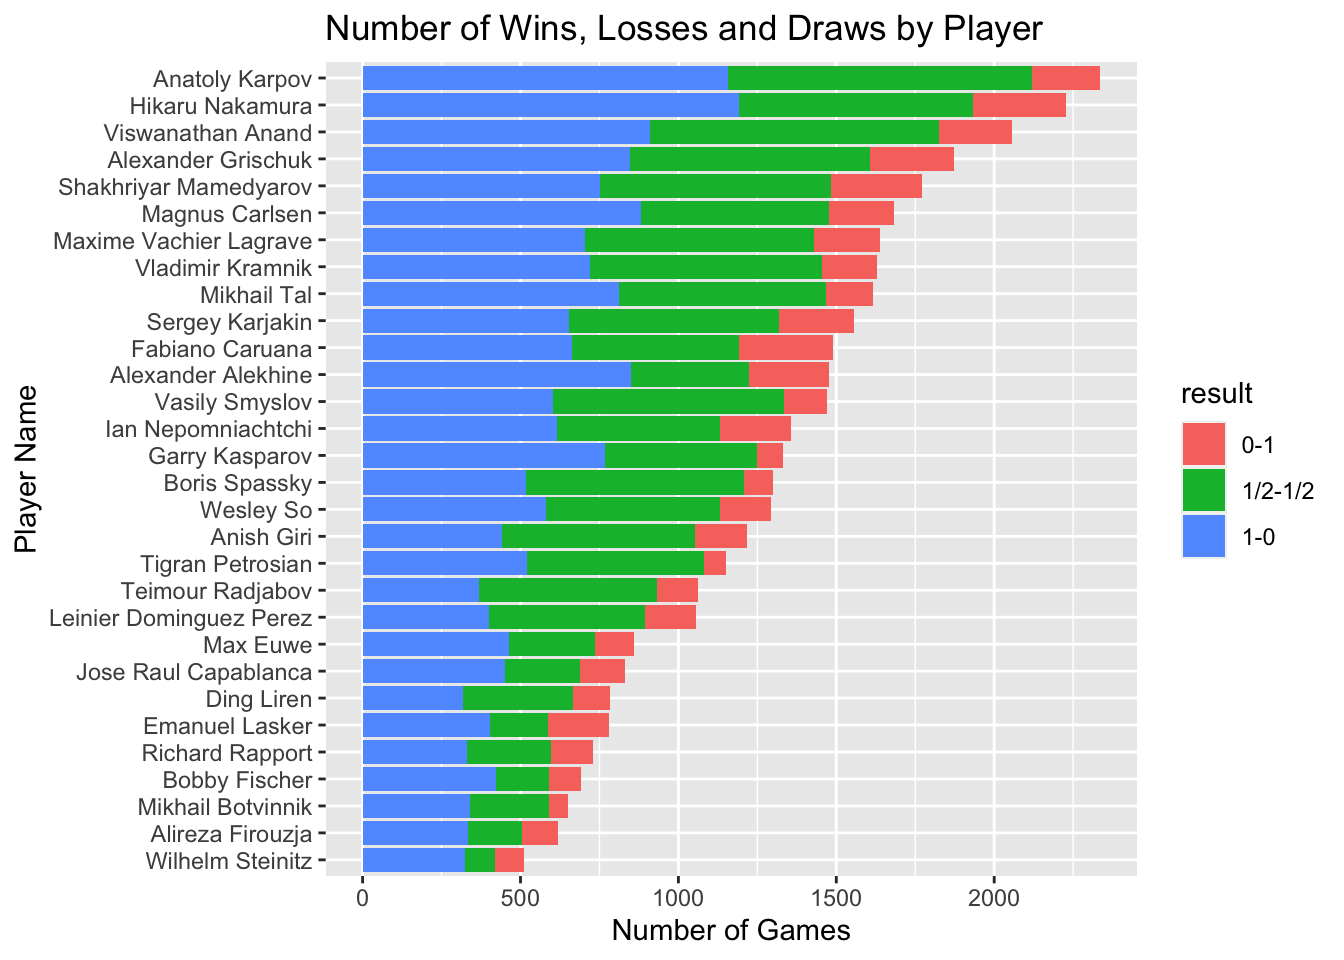 Number of Wins, Losses and Draws by Player
Player Name
Anatoly Karpov
Hikaru Nakamura
Viswanathan Anand
Alexander Grischuk
Shakhriyar Mamedyarov
Magnus Carlsen
Maxime Vachier Lagrave
Vladimir Kramnik
Mikhail Tal
Sergey Karjakin
Fabiano Caruana
Alexander Alekhine
Vasily Smyslov
Ian Nepomniachtchi
Garry Kasparov
Boris Spassky
Wesley So
Anish Giri
Tigran Petrosian
Teimour Radjabov
Leinier Dominguez Perez
Max Euwe
Jose Raul Capablanca
Ding Liren
Emanuel Lasker
Richard Rapport
Bobby Fischer
Mikhail Botvinnik
Alireza Firouzja
Wilhelm Steinitz
0 500 1000 1500 2000
Number of Games
result
0-1
1/2-1/2
1-0